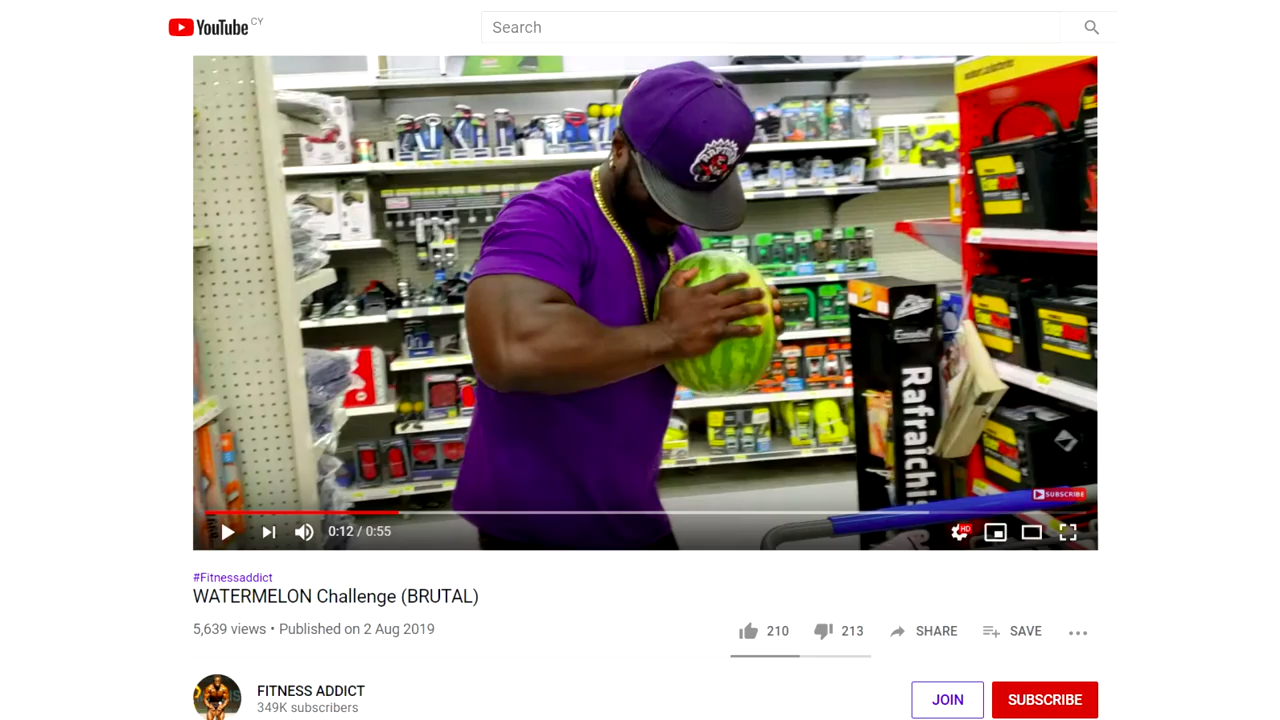 YouTube CY
Search
RAPTORS
SUBSCRIBE
Rafraîchis
0:12 / 0:55
HD
#Fitnessaddict
WATERMELON Challenge (BRUTAL)
5,639 views • Published on 2 Aug 2019
210 213 SHARE SAVE
FITNESS ADDICT
349K subscribers
JOIN SUBSCRIBE